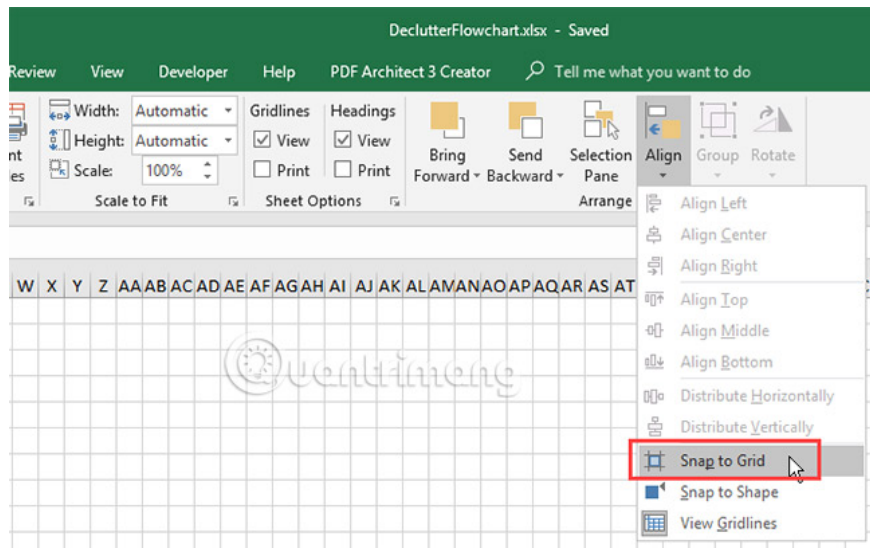 DeclutterFlowchart.xlsx - Saved
Review View Developer Help PDF Architect 3 Creator Tell me what you want to do
Width: Automatic Gridlines Headings
Height: Automatic View View
Scale: 100% Print Print
nt
es
Bring Forward Send Backward Selection Pane Align Group Rotate
Scale to Fit Sheet Options Arrange
Align Left
Align Center
Align Right
W X Y Z AA AB AC AD AE AF AG AH AI AJ AK AL AM AN AO AP AQ AR AS AT
Align Top
Align Middle
Align Bottom
Quantrimang
Distribute Horizontally
Distribute Vertically
Snap to Grid
Snap to Shape
View Gridlines